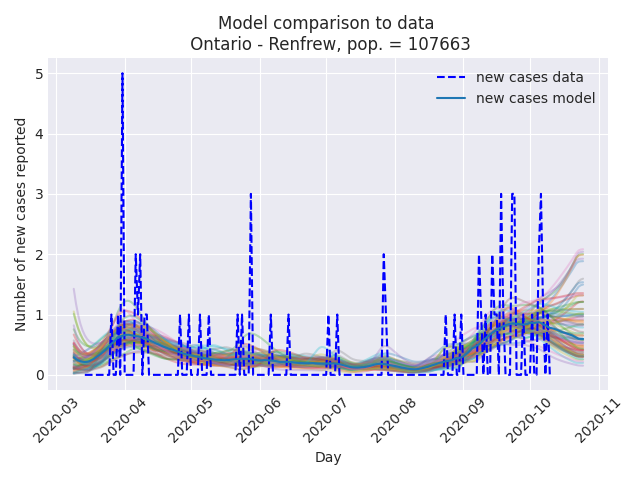 Model comparison to data
Ontario - Renfrew, pop. = 107663
new cases data
new cases model
Number of new cases reported
5
4
3
2
1
0
2020-03
2020-04
2020-05
2020-06
2020-07
2020-08
2020-09
2020-10
2020-11
Day